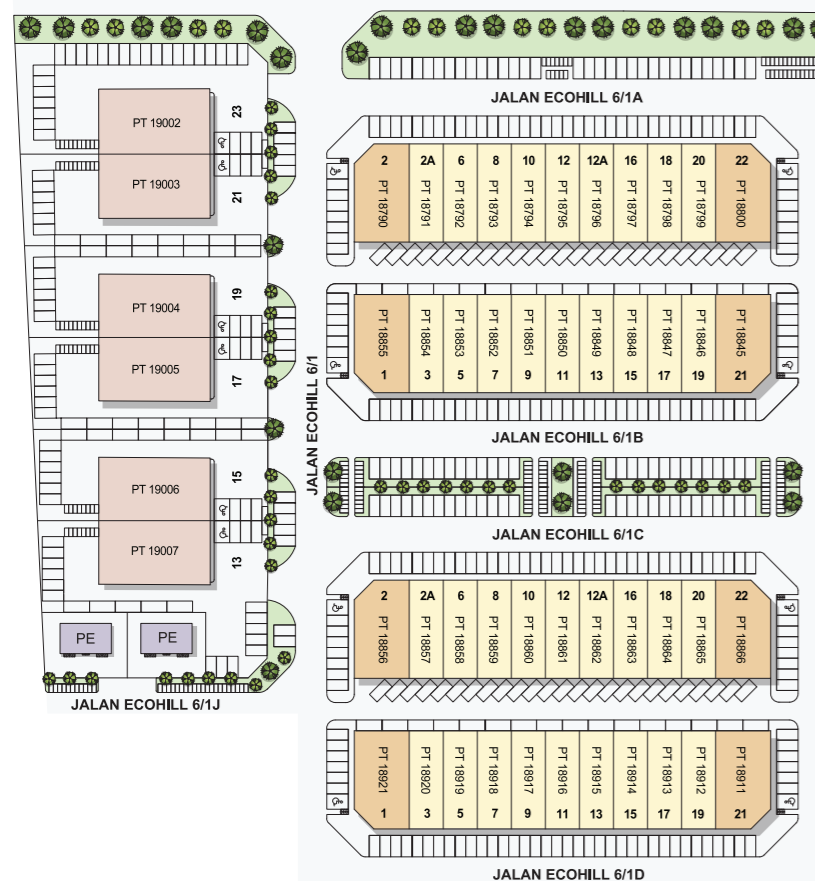 JALAN ECOHILL 6/1A
PT 19002
23
PT 19003
21
PT 19004
19
PT 19005
17
PT 19006
15
PT 19007
13
PE
PE
JALAN ECOHILL 6/1J
JALAN ECOHILL 6/1
2
2A
6
8
10
12
12A
16
18
20
22
PT 18790
PT 18791
PT 18792
PT 18793
PT 18794
PT 18795
PT 18796
PT 18797
PT 18798
PT 18799
PT 18800
PT 18855
PT 18854
PT 18853
PT 18852
PT 18851
PT 18850
PT 18849
PT 18848
PT 18847
PT 18846
PT 18845
1
3
5
7
9
11
13
15
17
19
21
JALAN ECOHILL 6/1B
JALAN ECOHILL 6/1C
2
2A
6
8
10
12
12A
16
18
20
22
PT 18856
PT 18857
PT 18858
PT 18859
PT 18860
PT 18861
PT 18862
PT 18863
PT 18864
PT 18865
PT 18866
PT 18921
PT 18920
PT 18919
PT 18918
PT 18917
PT 18916
PT 18915
PT 18914
PT 18913
PT 18912
PT 18911
1
3
5
7
9
11
13
15
17
19
21
JALAN ECOHILL 6/1D